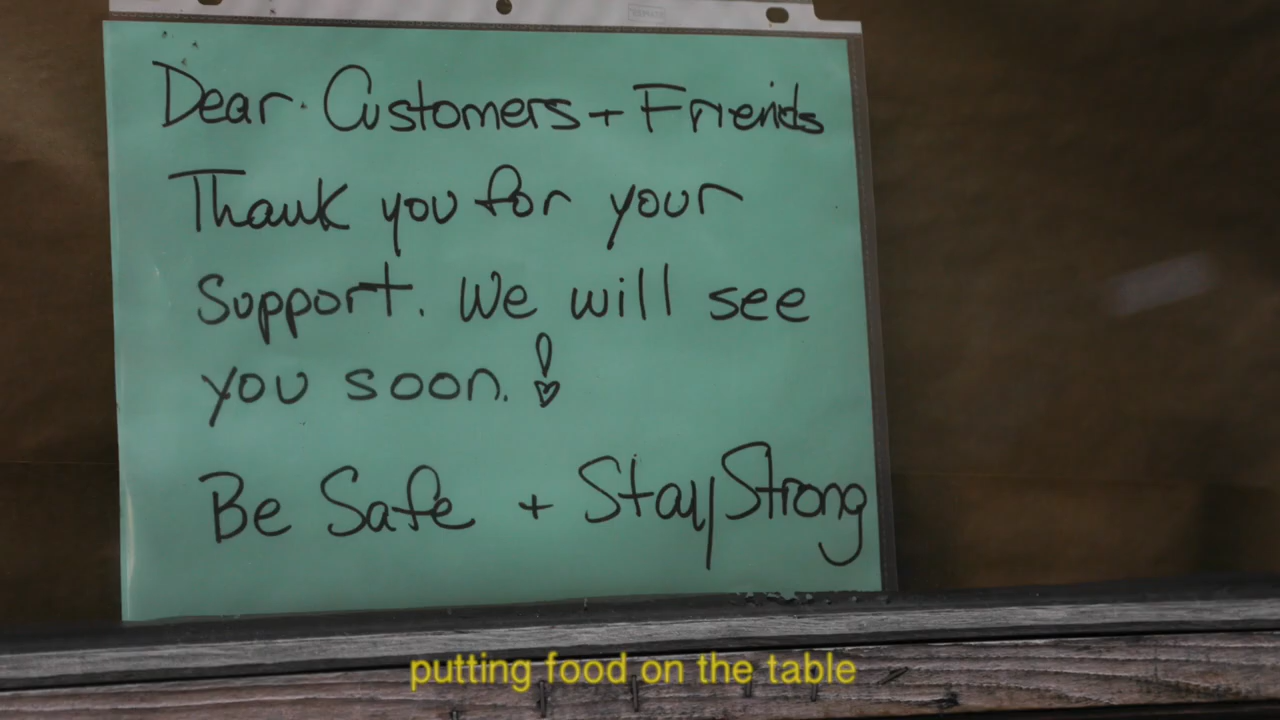 Dear Customers + Friends
Thank you for your
Support. We will see
you soon.!
Be Safe + Stay Strong
putting food on the table